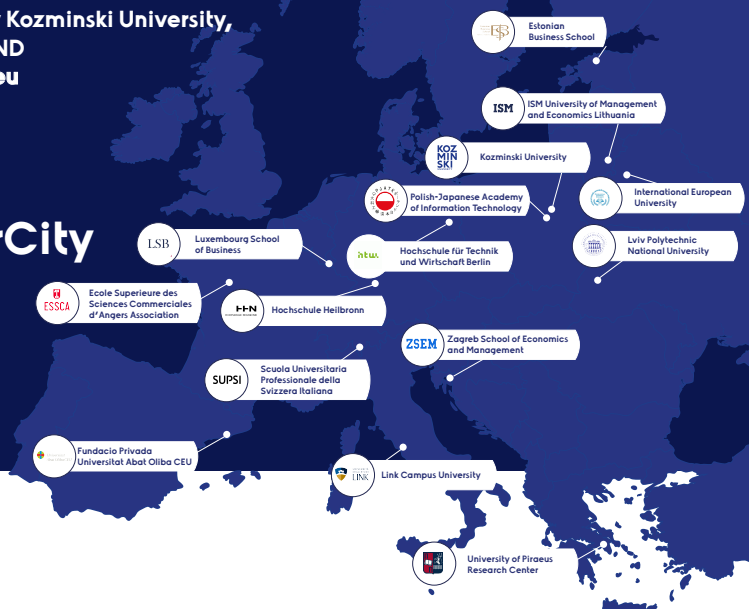 Kozminski University,
ND
eu
rCity
ESB
Estonian
Business School
ISM
ISM University of Management
and Economics Lithuania
KOZ
MIN
SKI
Kozminski University
Polish-Japanese Academy
of Information Technology
International European
University
Lviv Polytechnic
National University
LSB
Luxembourg School
of Business
htw.
Hochschule für Technik
und Wirtschaft Berlin
ESSCA
Ecole Superieure des
Sciences Commerciales
d'Angers Association
HHN
Hochschule Heilbronn
ZSEM
Zagreb School of Economics
and Management
SUPSI
Scuola Universitaria
Professionale della
Svizzera Italiana
Fundacio Privada
Universitat Abat Oliba CEU
LINK
Link Campus University
University of Piraeus
Research Center